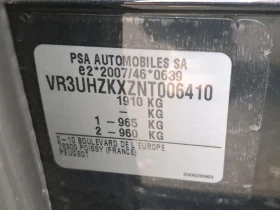 PSA AUTOMOBILES SA
e2*2007/46*0639
VR3UHZKXZNT006410
1910 KG
- KG
1 - 965 KG
2 - 960 KG
2-10 BOULEVARD DE L'EUROPE
78300 POISSY (FRANCE)
PEUGEOT